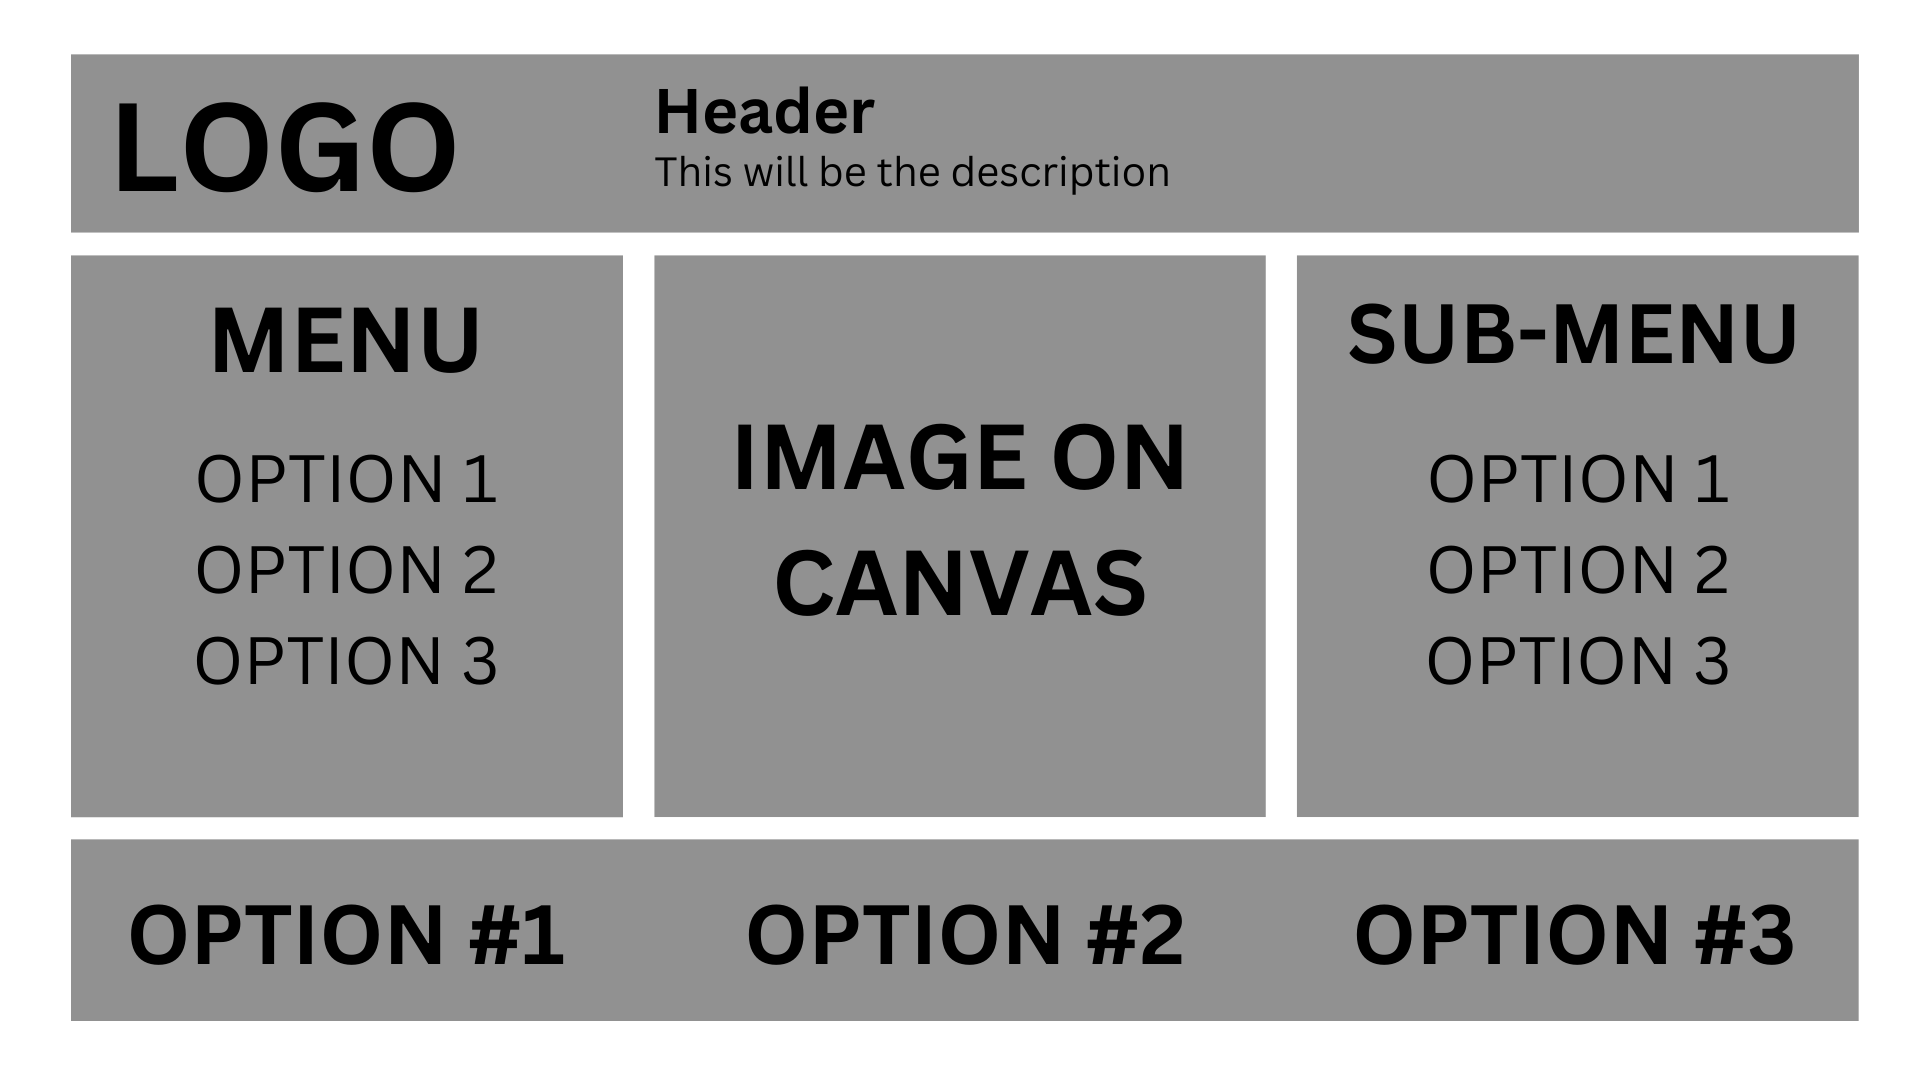 LOGO
Header
This will be the description
MENU
OPTION 1
OPTION 2
OPTION 3
IMAGE ON
CANVAS
SUB-MENU
OPTION 1
OPTION 2
OPTION 3
OPTION #1
OPTION #2
OPTION #3